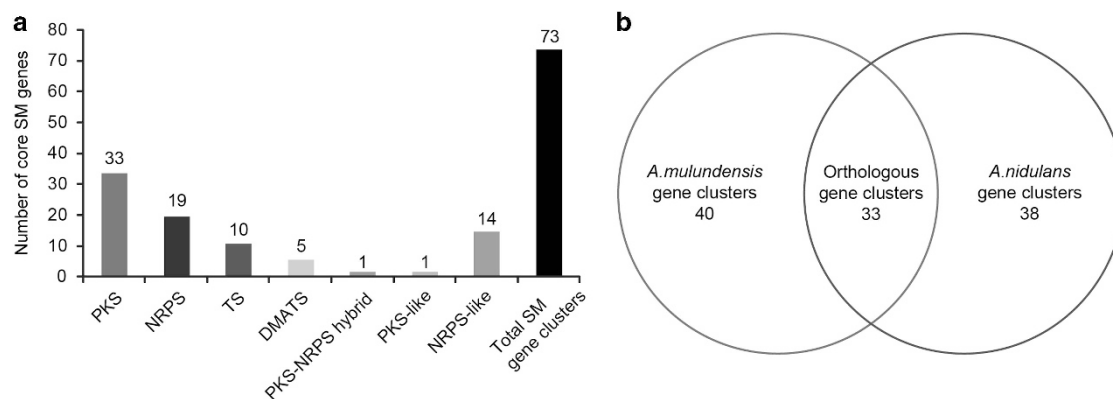 a
Number of core SM genes
80
70
60
50
40
30
20
10
0
33
19
10
5
1
1
14
73
PKS
NRPS
TS
DMATS
PKS-NRPS hybrid
PKS-like
NRPS-like
Total SM
gene clusters
b
A.mulundensis
gene clusters
40
Orthologous
gene clusters
33
A.nidulans
gene clusters
38